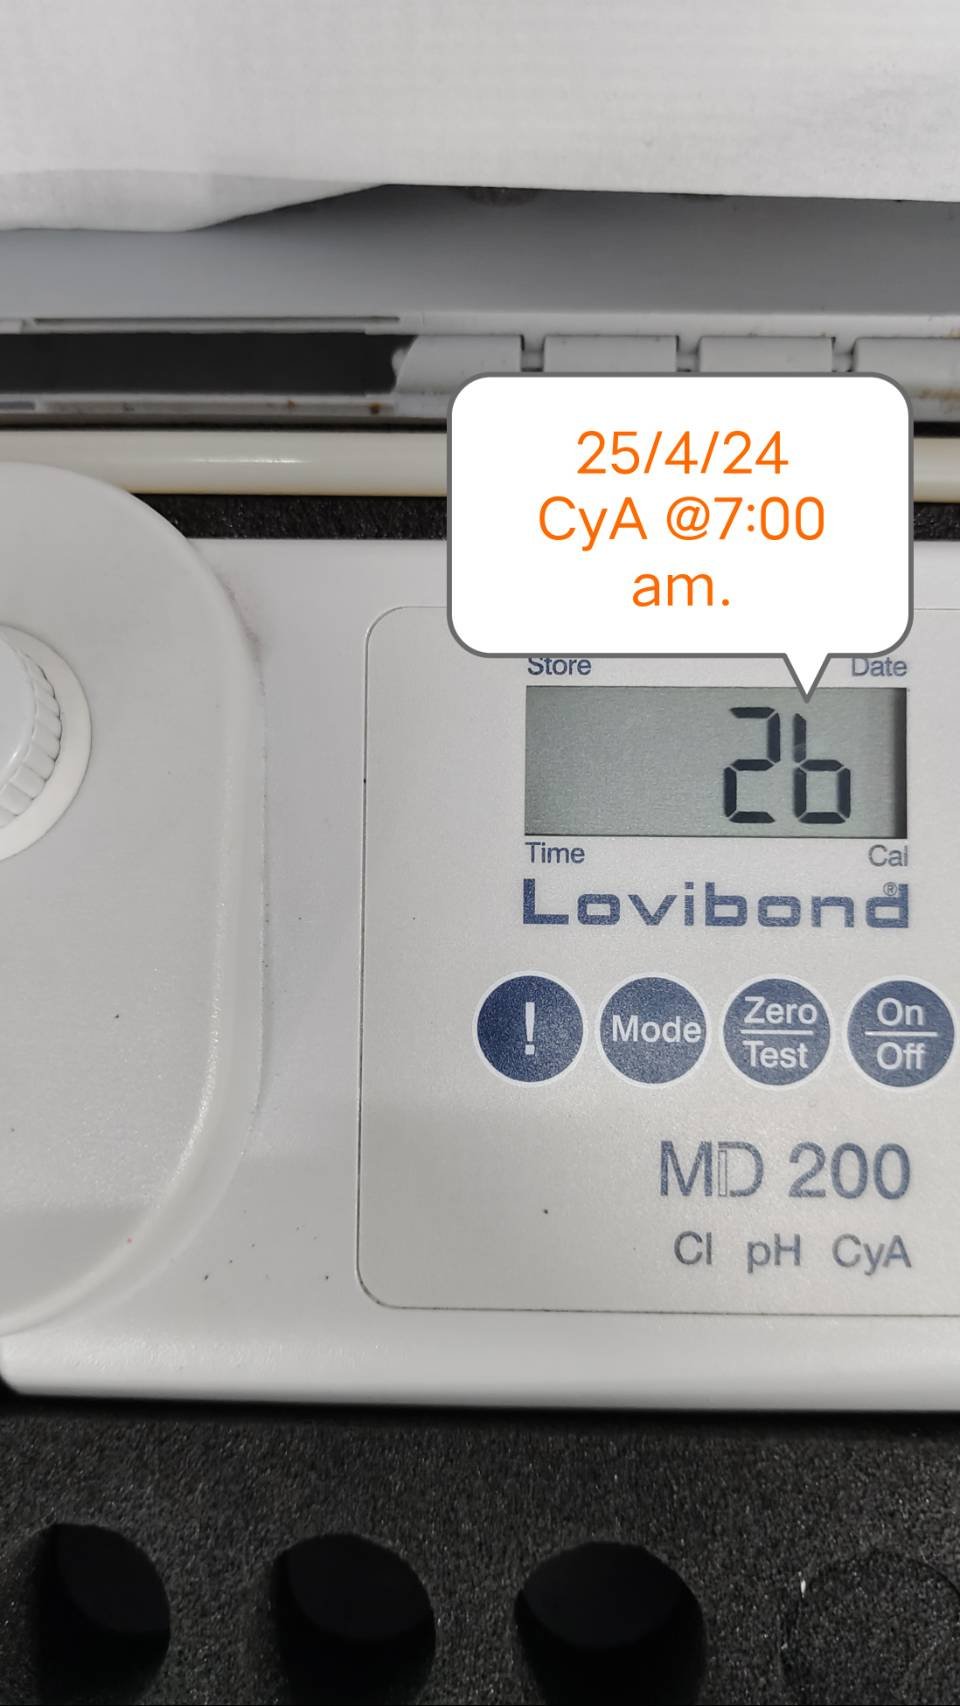 25/4/24
CyA @7:00
am.
Store Date
26
Time Cal
Lovibond®
! Mode Zero Test On Off
MD 200
Cl pH CyA